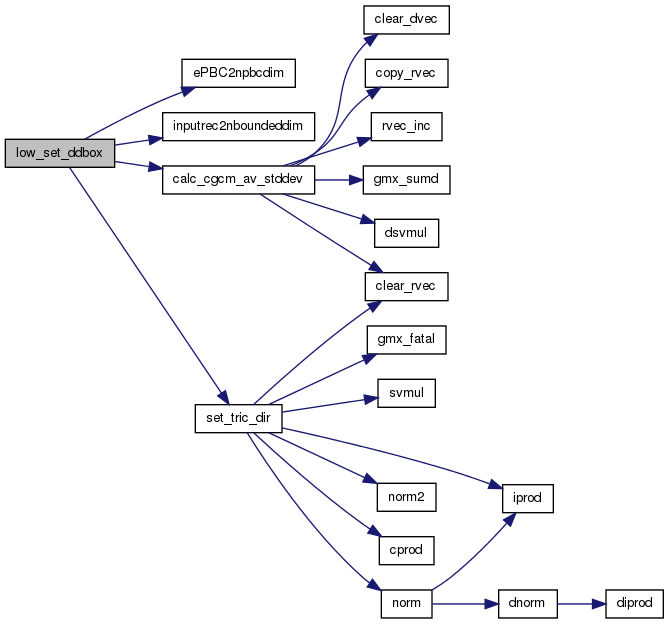 clear_dvec
copy_rvec
ePBC2npbcdim
rvec_inc
inputrec2nboundeddim
low_set_ddbox
calc_cgcm_av_stddev
gmx_sumd
dsvmul
clear_rvec
gmx_fatal
svmul
set_tric_dir
norm2
iprod
cprod
norm
dnorm
diprod